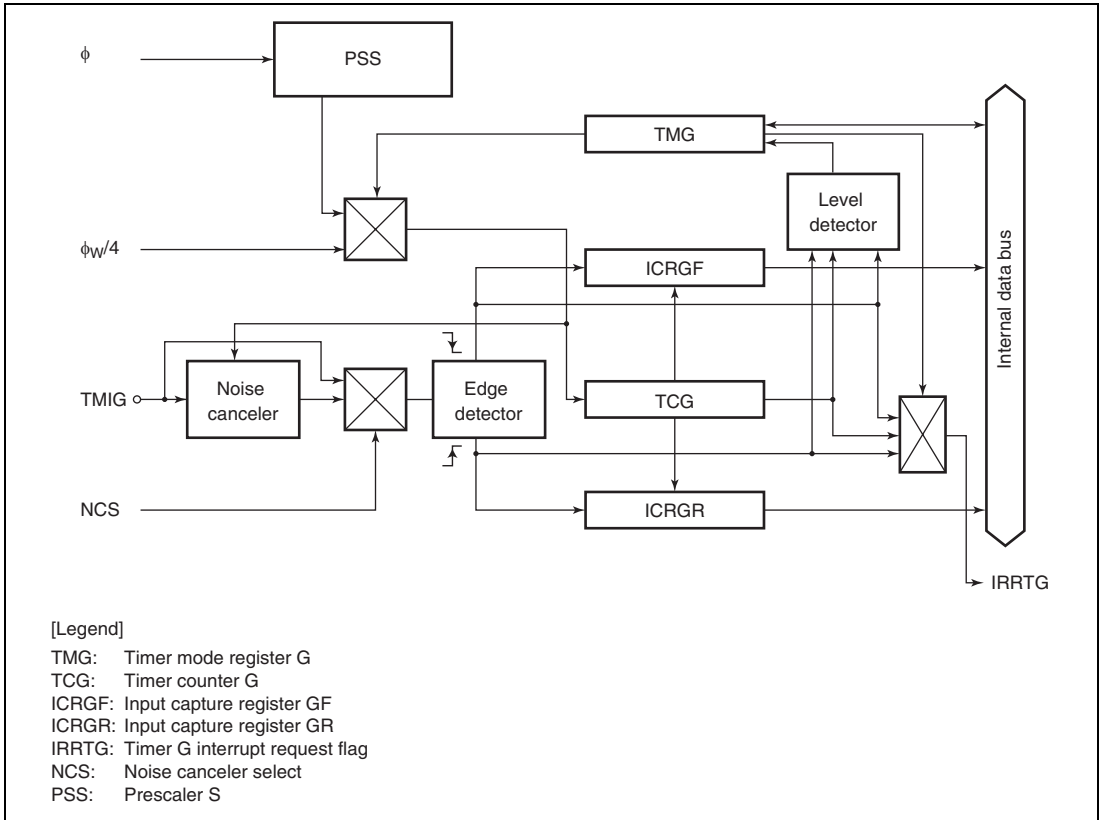 ϕ
PSS
TMG
Level
detector
ϕW/4
ICRGF
Internal data bus
TMIG
Noise
canceler
Edge
detector
TCG
NCS
ICRGR
IRRTG
[Legend]
TMG: Timer mode register G
TCG: Timer counter G
ICRGF: Input capture register GF
ICRGR: Input capture register GR
IRRTG: Timer G interrupt request flag
NCS: Noise canceler select
PSS: Prescaler S